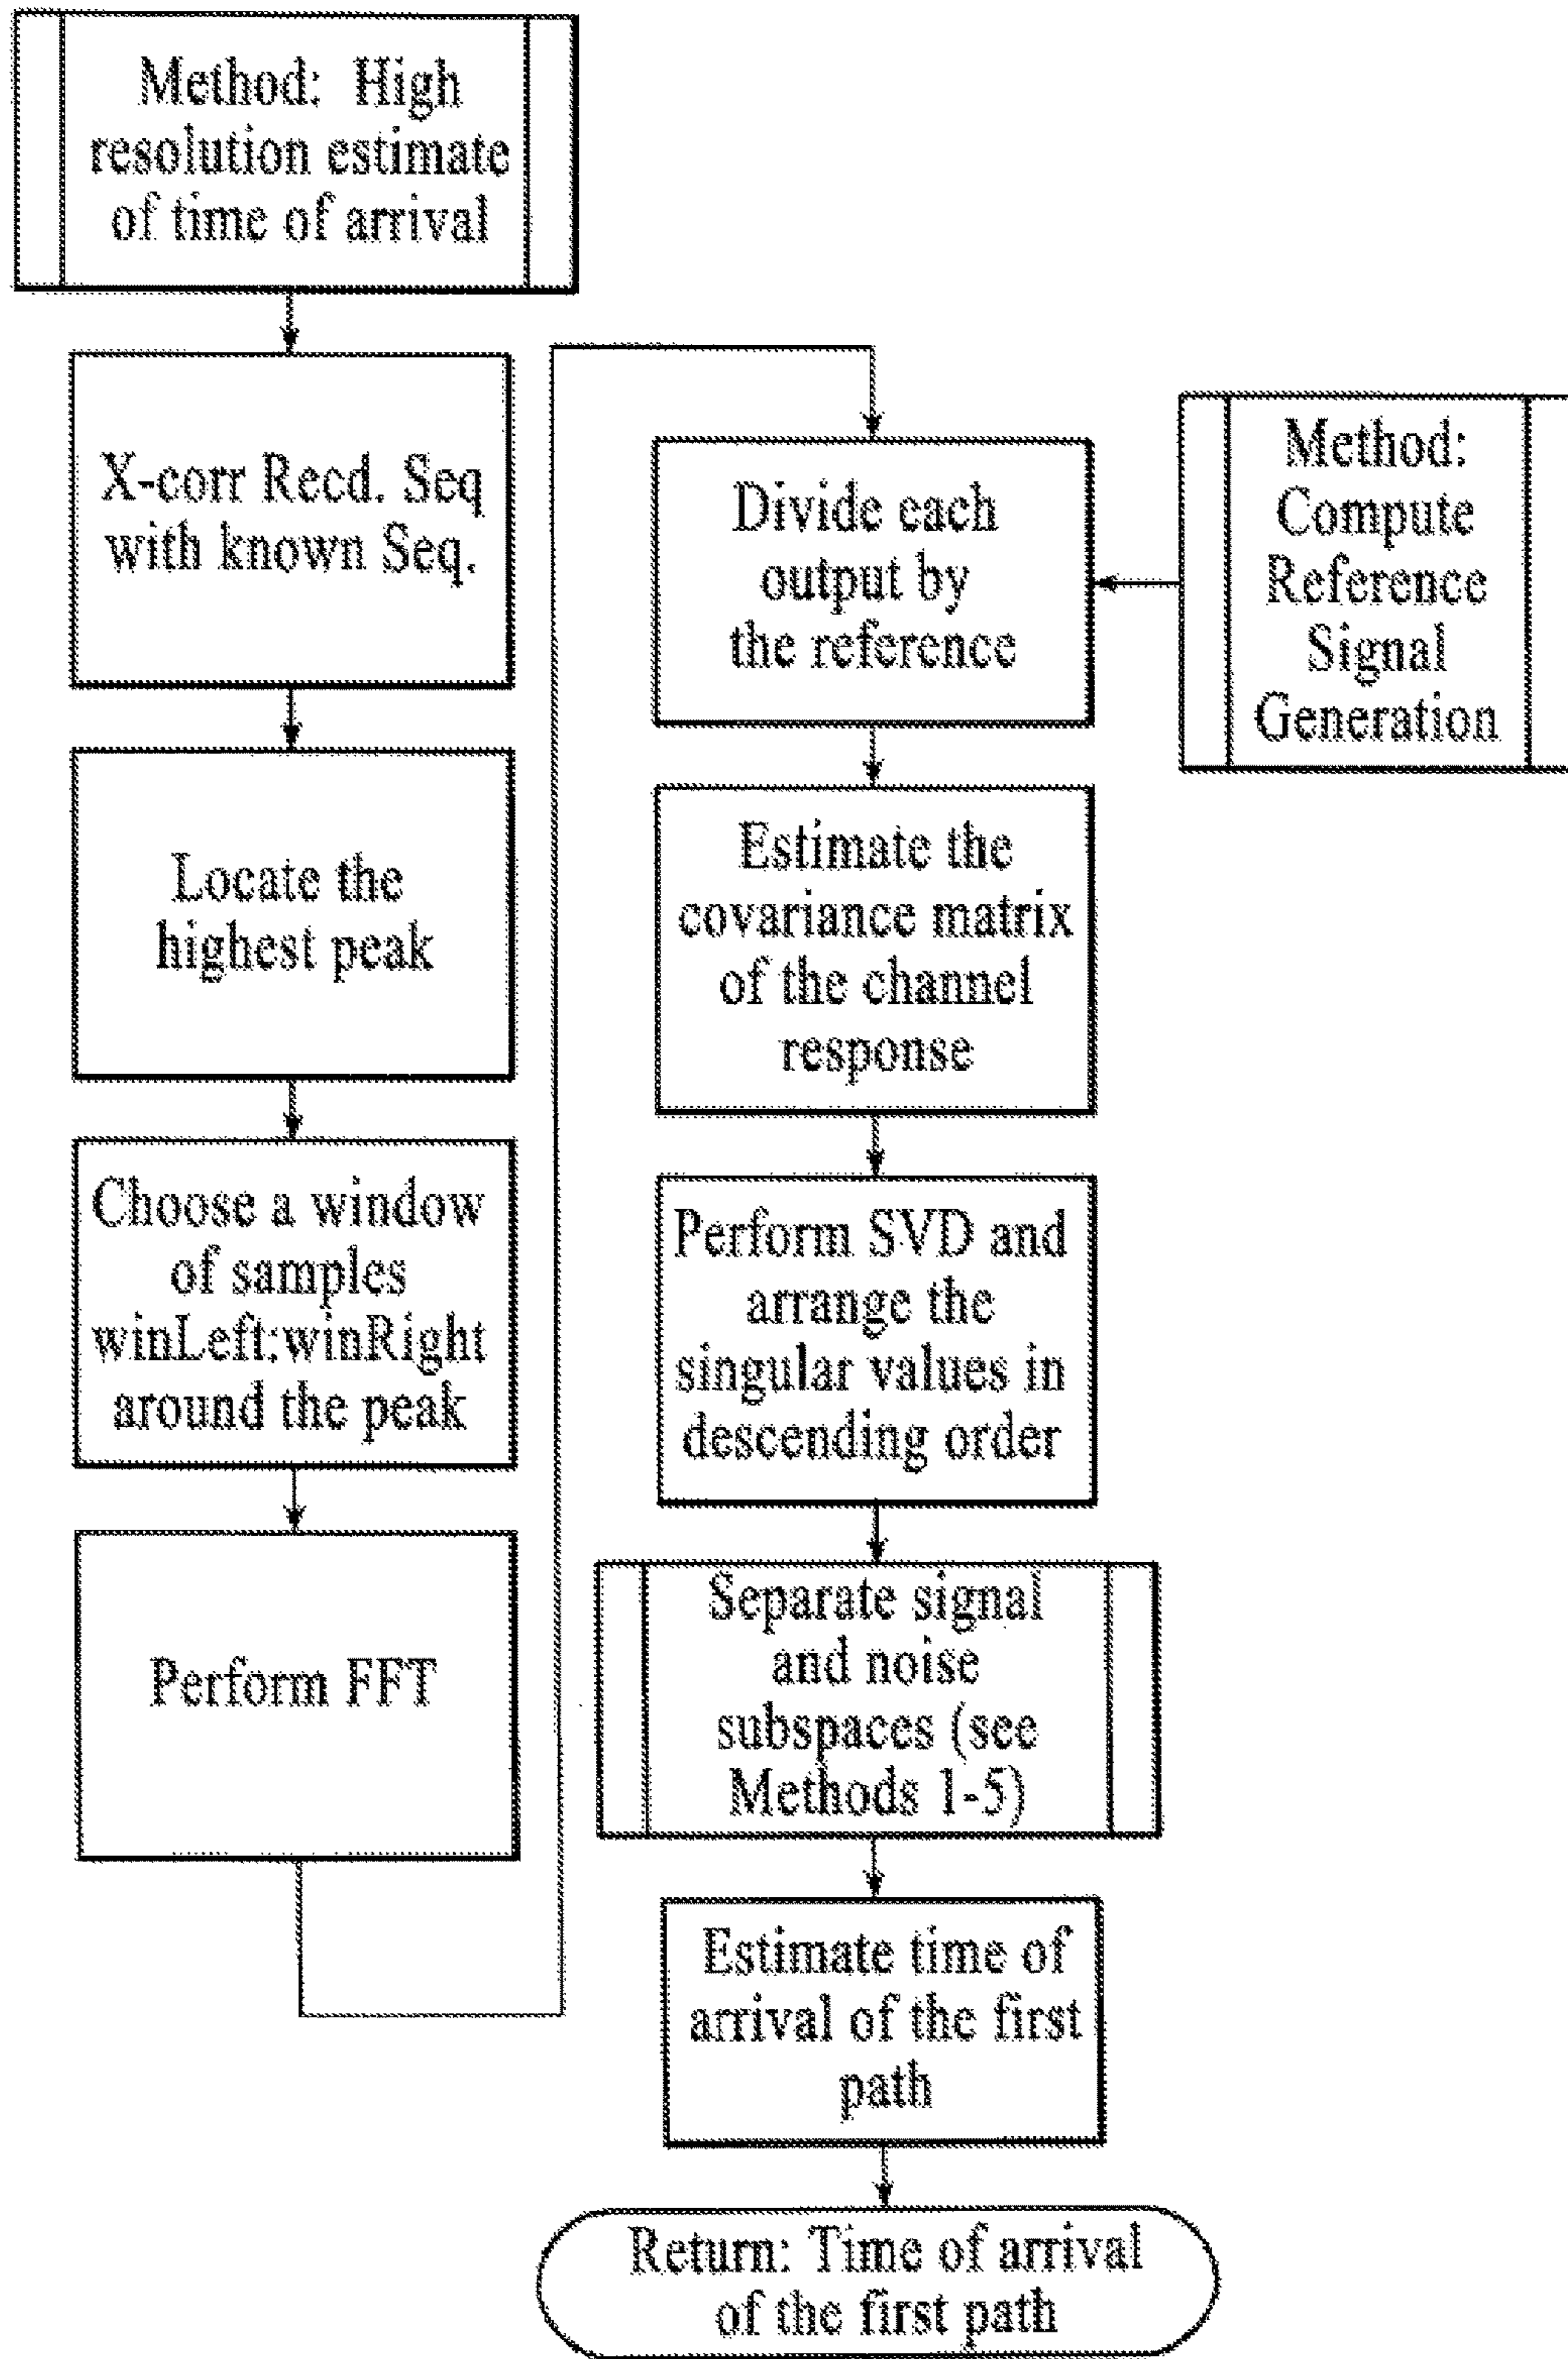 Method: High
resolution estimate
of time of arrival
X-corr Recd. Seq
with known Seq.
Locate the
highest peak
Choose a window
of samples
winLeft:winRight
around the peak
Perform FFT
Divide each
output by
the reference
Method:
Compute
Reference
Signal
Generation
Estimate the
covariance matrix
of the channel
response
Perform SVD and
arrange the
singular values in
descending order
Separate signal
and noise
subspaces (see
Methods 1-5)
Estimate time of
arrival of the first
path
Return: Time of arrival
of the first path